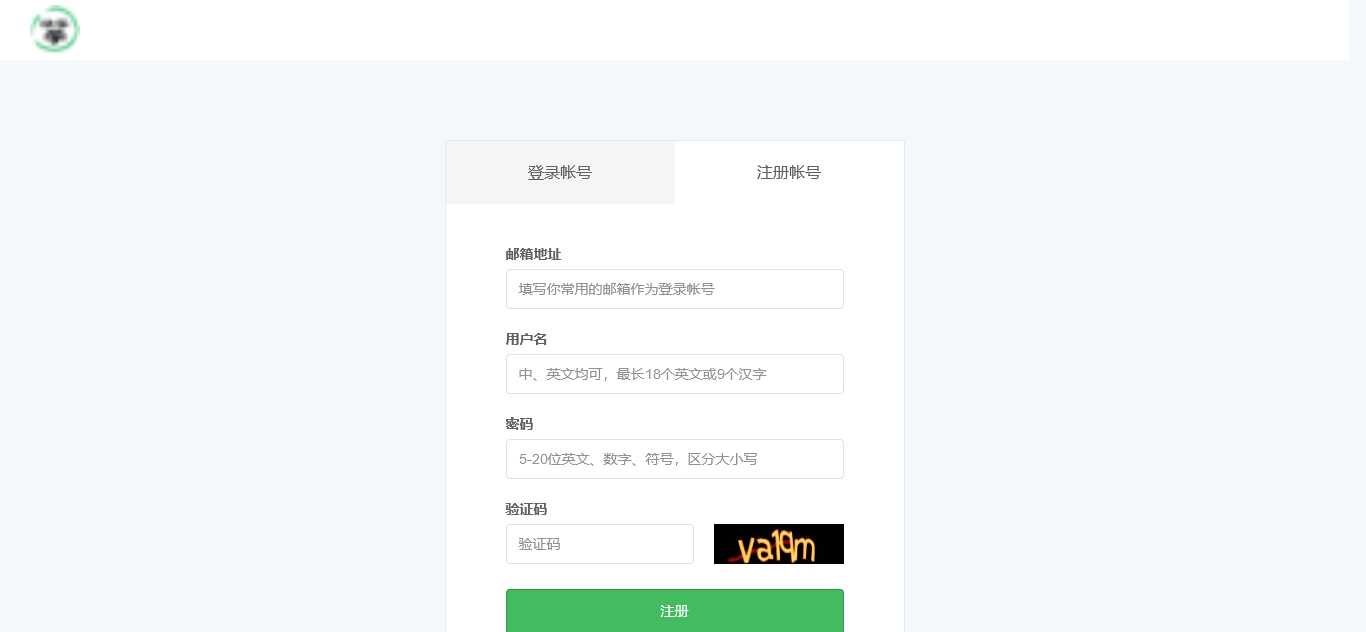 登录帐号
注册帐号
邮箱地址
填写你常用的邮箱作为登录帐号
用户名
中、英文均可，最长18个英文或9个汉字
密码
5-20位英文、数字、符号，区分大小写
验证码
验证码
va19m
注册